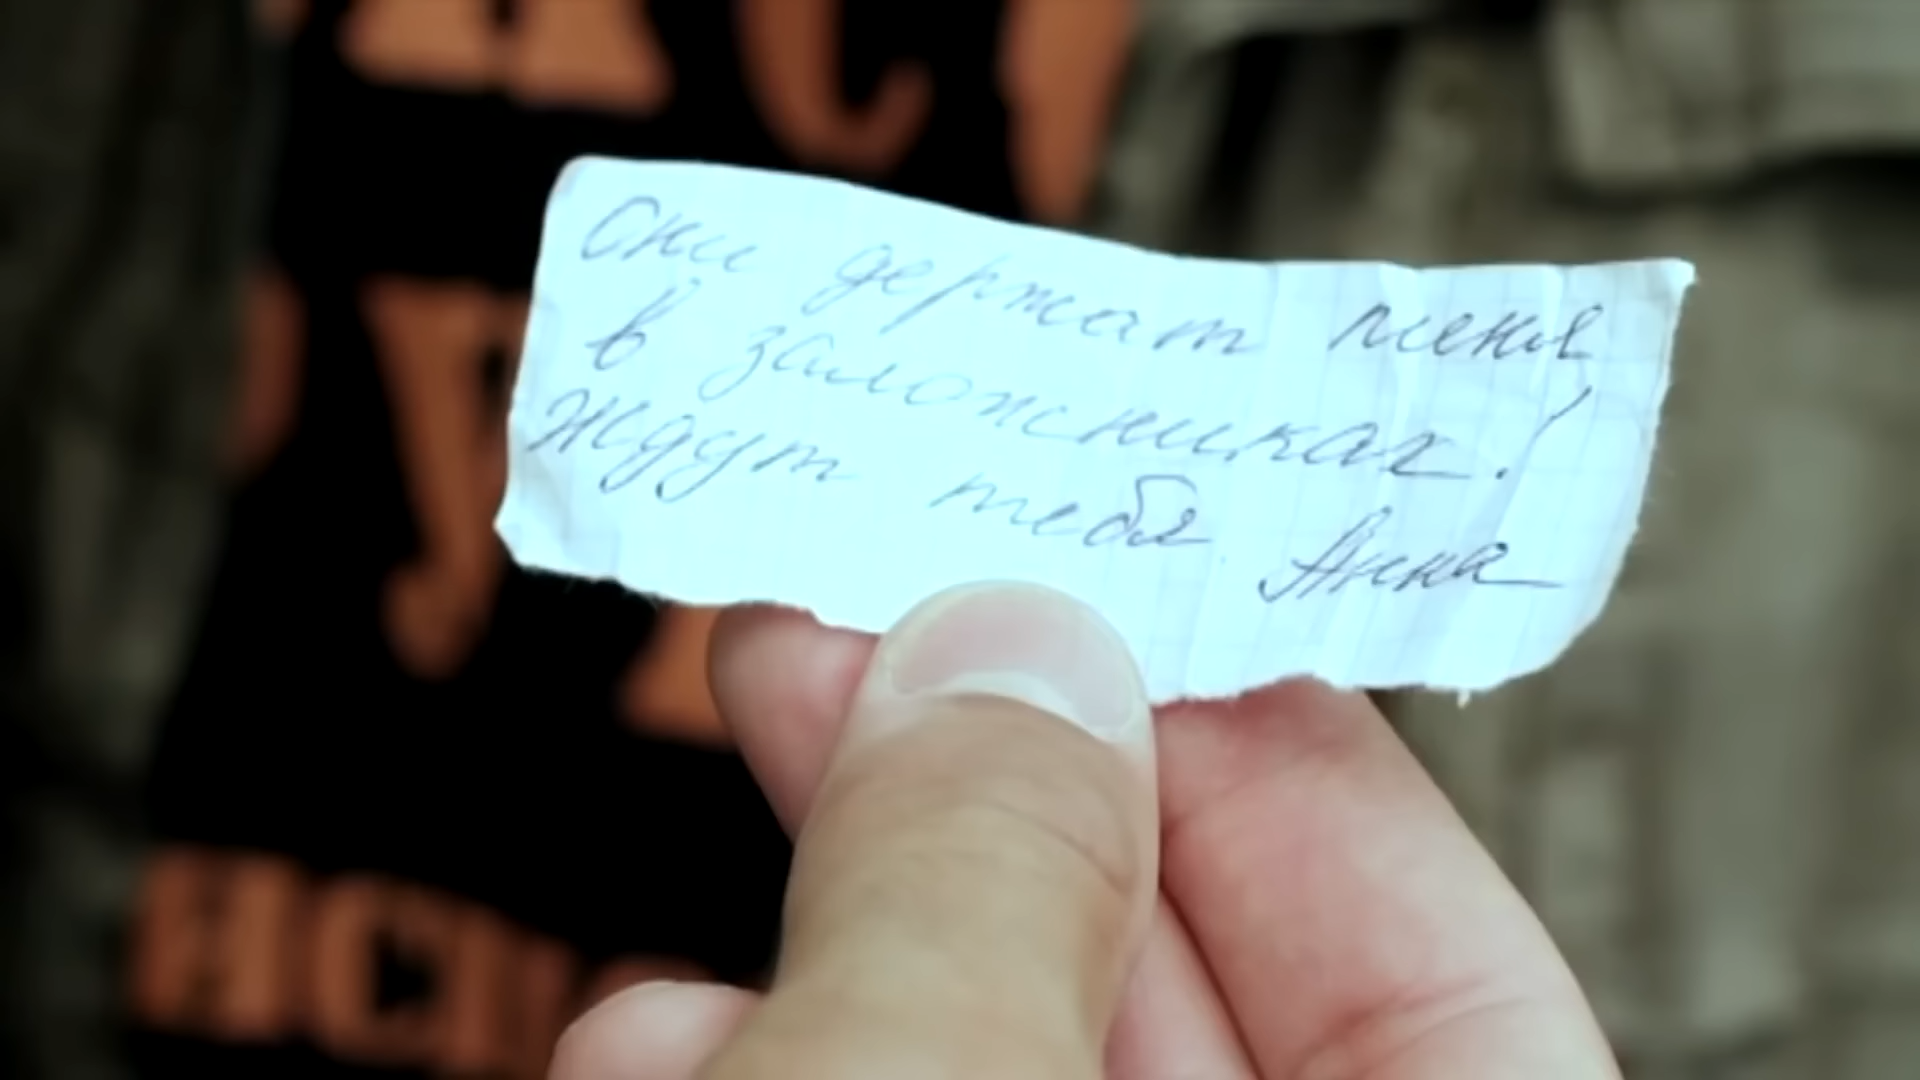 Они держат меня
в заложниках!
Ждут тебя. Анна